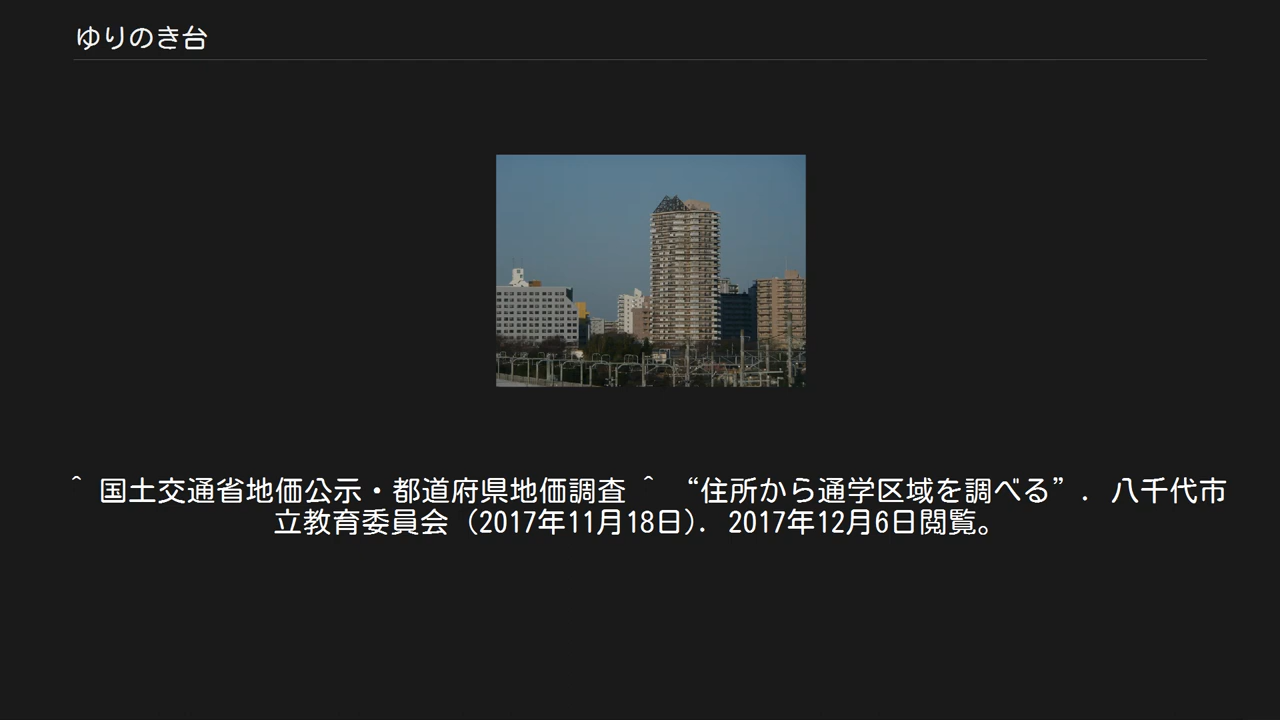 ゆりのき台
^ 国土交通省地価公示・都道府県地価調査 ^ “住所から通学区域を調べる”. 八千代市
立教育委員会 (2017年11月18日). 2017年12月6日閲覧。